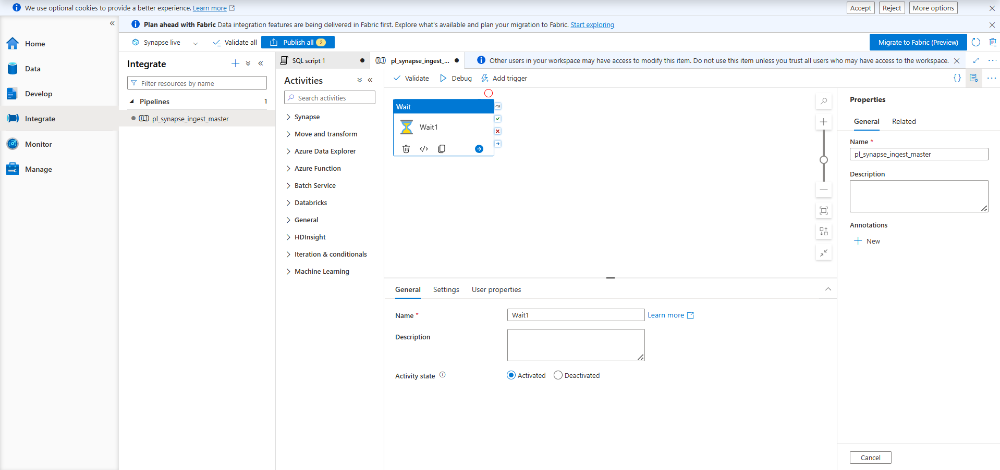 We use optional cookies to provide a better experience. Learn more
Accept
Reject
More options
Plan ahead with Fabric Data integration features are being delivered in Fabric first. Explore what's available and plan your migration to Fabric. Start exploring
Home
Data
Develop
Integrate
Monitor
Manage
Synapse live
Validate all
Publish all 2
Migrate to Fabric (Preview)
Integrate
Filter resources by name
Pipelines 1
pl_synapse_ingest_master
SQL script 1
pl_synapse_ingest_...
Other users in your workspace may have access to modify this item. Do not use this item unless you trust all users who may have access to the workspace.
Activities
Search activities
Synapse
Move and transform
Azure Data Explorer
Azure Function
Batch Service
Databricks
General
HDInsight
Iteration & conditionals
Machine Learning
Validate
Debug
Add trigger
Wait
Wait1
General
Settings
User properties
Name *
Wait1
Learn more
Description
Activity state
Activated
Deactivated
Properties
General
Related
Name *
pl_synapse_ingest_master
Description
Annotations
New
Cancel